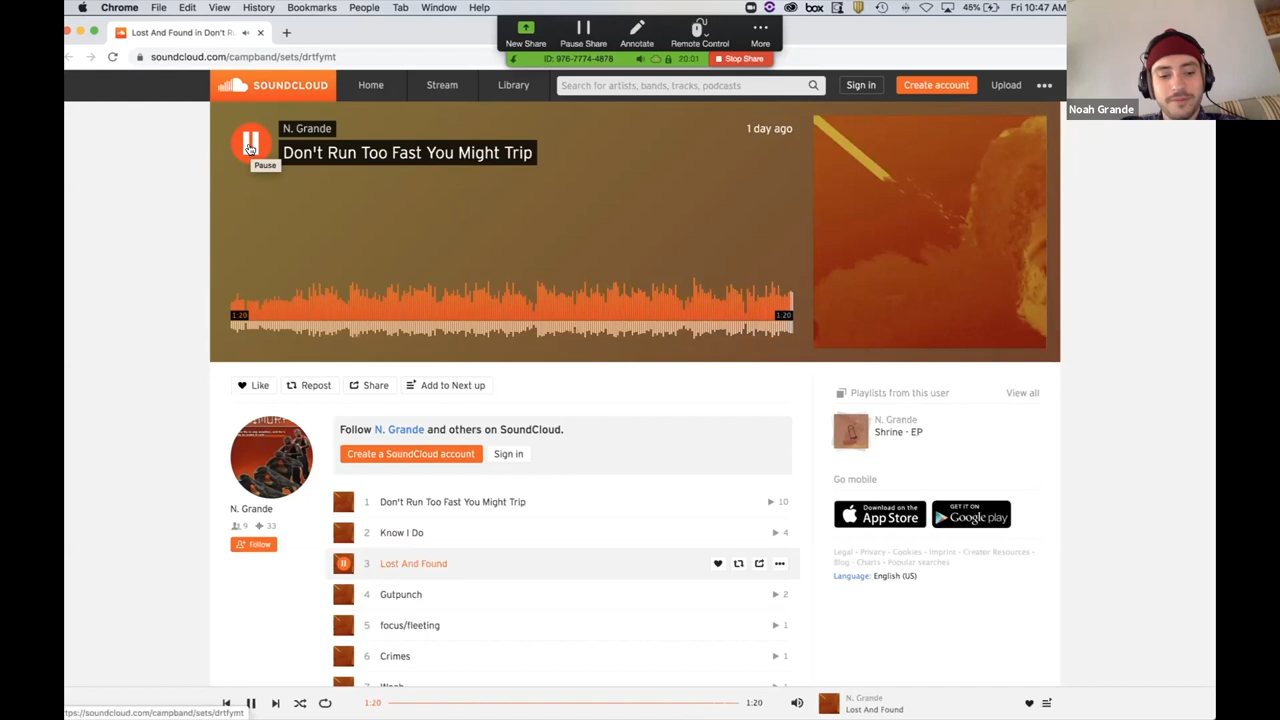 Chrome File Edit View History Bookmarks People Tab Window Help
box 45% Fri 10:47 AM
Lost And Found in Don't R
New Share Pause Share Annotate Remote Control More
ID: 976-7774-4878 20:01 Stop Share
soundcloud.com/campband/sets/drtfymt
Noah Grande
SOUNDCLOUD Home Stream Library Search for artists, bands, tracks, podcasts Sign in Create account Upload
N. Grande
1 day ago
Don't Run Too Fast You Might Trip
Pause
1:20 1:20
Like Repost Share Add to Next up
Playlists from this user View all
N. Grande
Shrine - EP
Follow N. Grande and others on SoundCloud.
Create a SoundCloud account Sign in
Go mobile
Download on the App Store
GET IT ON Google play
N. Grande
9 33
Follow
1 Don't Run Too Fast You Might Trip 10
2 Know I Do 4
3 Lost And Found
4 Gutpunch 2
5 focus/fleeting 1
6 Crimes 1
Legal - Privacy - Cookies - Imprint - Creator Resources -
Blog - Charts - Popular searches
Language: English (US)
1:20 1:20
N. Grande
Lost And Found
tps://soundcloud.com/campband/sets/drtfymt